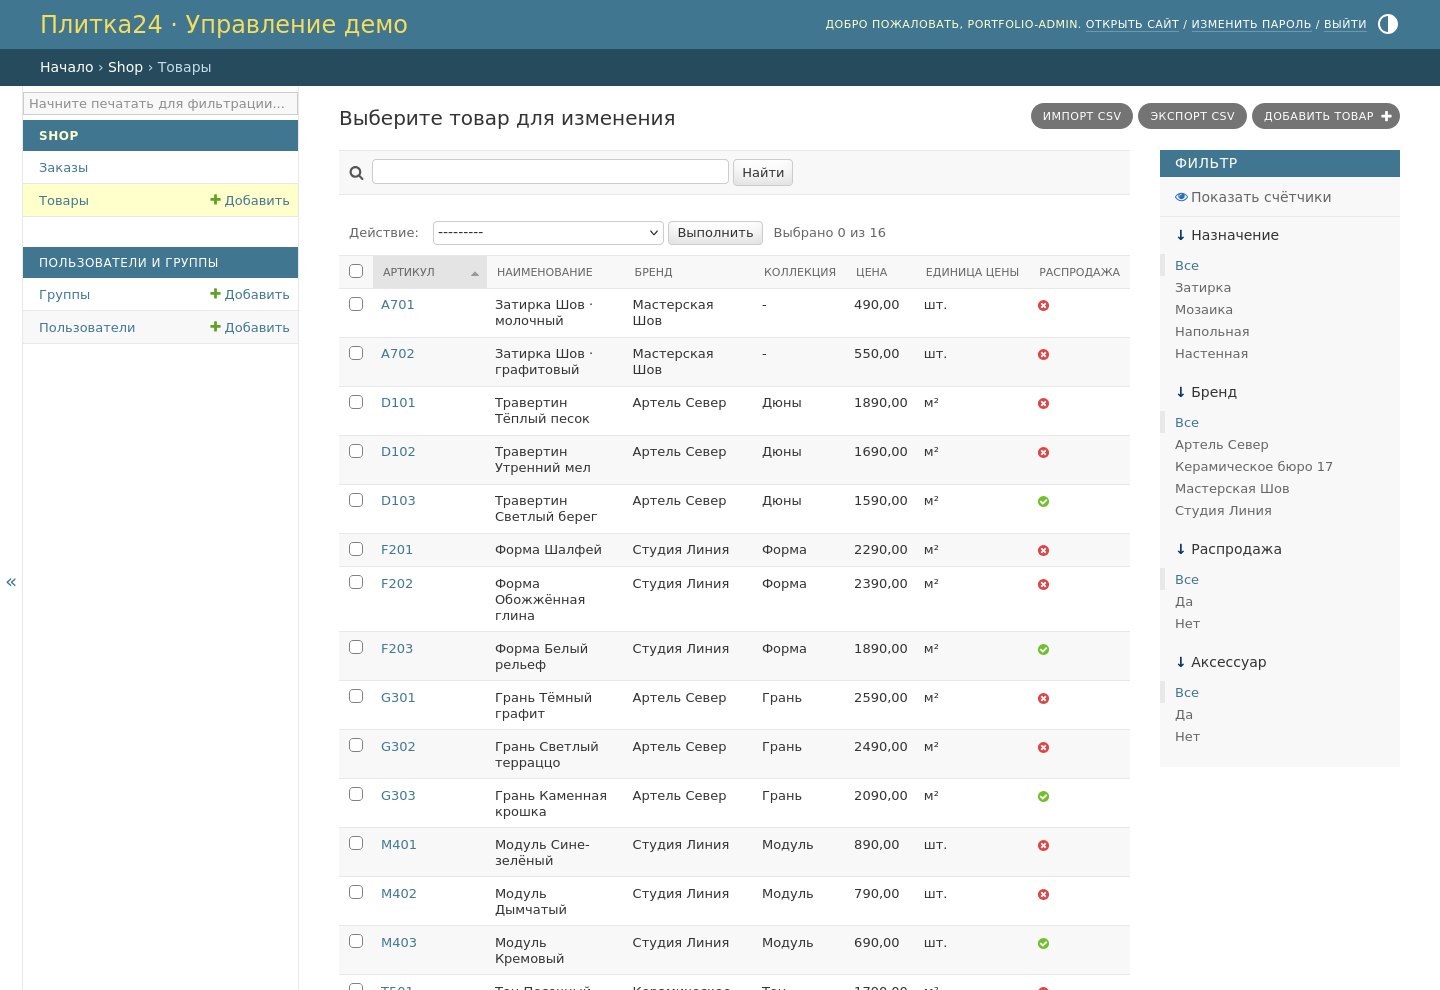 Плитка24 · Управление демо
ДОБРО ПОЖАЛОВАТЬ, PORTFOLIO-ADMIN. ОТКРЫТЬ САЙТ / ИЗМЕНИТЬ ПАРОЛЬ / ВЫЙТИ
Начало › Shop › Товары
Начните печатать для фильтрации...
SHOP
Заказы
Товары Добавить
ПОЛЬЗОВАТЕЛИ И ГРУППЫ
Группы Добавить
Пользователи Добавить
«
Выберите товар для изменения
ИМПОРТ CSV ЭКСПОРТ CSV ДОБАВИТЬ ТОВАР
Найти
Действие: --------- Выполнить Выбрано 0 из 16
АРТИКУЛ НАИМЕНОВАНИЕ БРЕНД КОЛЛЕКЦИЯ ЦЕНА ЕДИНИЦА ЦЕНЫ РАСПРОДАЖА
A701 Затирка Шов · Мастерская - 490,00 шт.
молочный Шов
A702 Затирка Шов · Мастерская - 550,00 шт.
графитовый Шов
D101 Травертин Артель Север Дюны 1890,00 м²
Тёплый песок
D102 Травертин Артель Север Дюны 1690,00 м²
Утренний мел
D103 Травертин Артель Север Дюны 1590,00 м²
Светлый берег
F201 Форма Шалфей Студия Линия Форма 2290,00 м²
F202 Форма Студия Линия Форма 2390,00 м²
Обожжённая
глина
F203 Форма Белый Студия Линия Форма 1890,00 м²
рельеф
G301 Грань Тёмный Артель Север Грань 2590,00 м²
графит
G302 Грань Светлый Артель Север Грань 2490,00 м²
терраццо
G303 Грань Каменная Артель Север Грань 2090,00 м²
крошка
M401 Модуль Сине- Студия Линия Модуль 890,00 шт.
зелёный
M402 Модуль Студия Линия Модуль 790,00 шт.
Дымчатый
M403 Модуль Студия Линия Модуль 690,00 шт.
Кремовый
ФИЛЬТР
Показать счётчики
↓ Назначение
Все
Затирка
Мозаика
Напольная
Настенная
↓ Бренд
Все
Артель Север
Керамическое бюро 17
Мастерская Шов
Студия Линия
↓ Распродажа
Все
Да
Нет
↓ Аксессуар
Все
Да
Нет